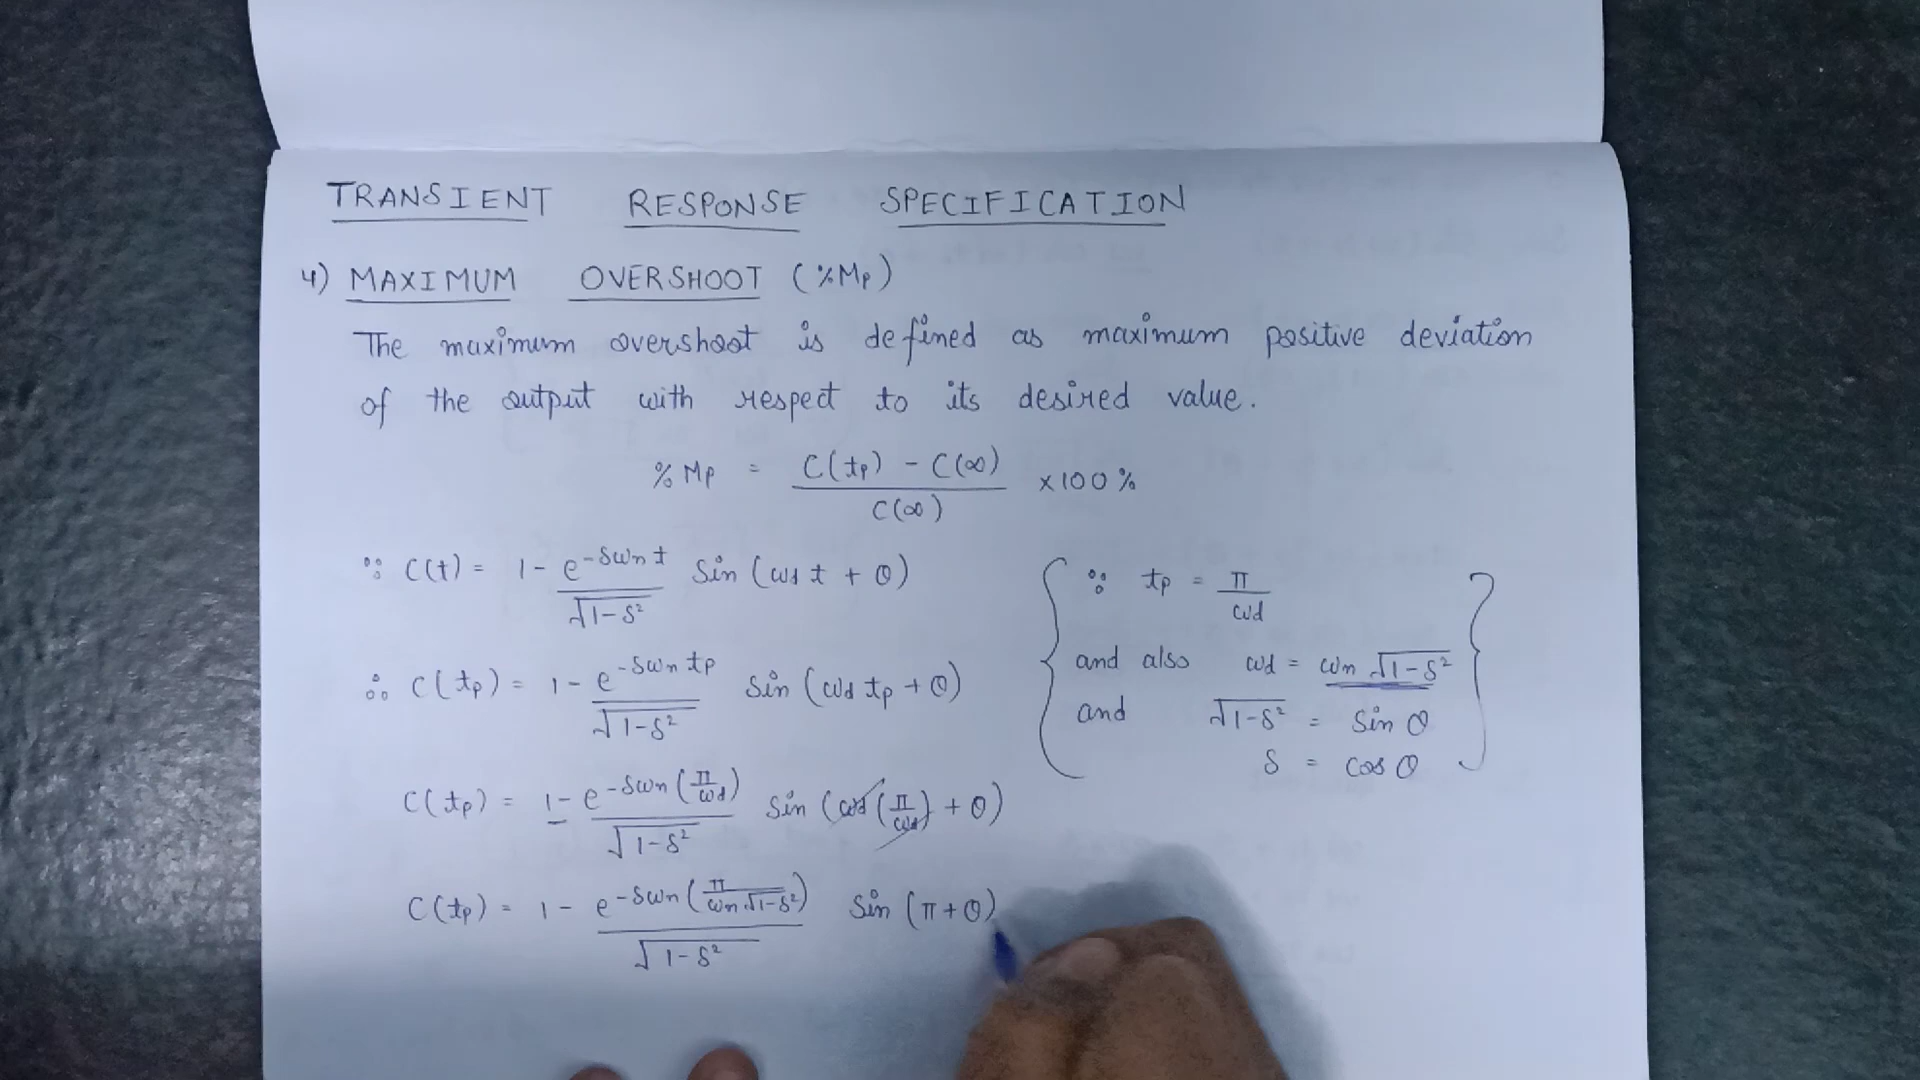 TRANSIENT RESPONSE SPECIFICATION
4) MAXIMUM OVERSHOOT (%Mp)
The maximum overshoot is defined as maximum positive deviation
of the output with respect to its desired value.
%Mp = (C(tp) - C(∞)) / C(∞) ×100%
∵ C(t) = 1 - e^(-δωn t) / √(1-δ²) Sin (ωd t + θ)
∴ C(tp) = 1 - e^(-δωn tp) / √(1-δ²) Sin (ωd tp + θ)
C(tp) = 1 - e^(-δωn (π/ωd)) / √(1-δ²) Sin (ωd (π/ωd) + θ)
C(tp) = 1 - e^(-δωn (π/(ωn √(1-δ²)))) / √(1-δ²) Sin (π + θ)
{ ∵ tp = π/ωd
and also ωd = ωn √(1-δ²)
and √(1-δ²) = Sin θ
δ = cos θ }